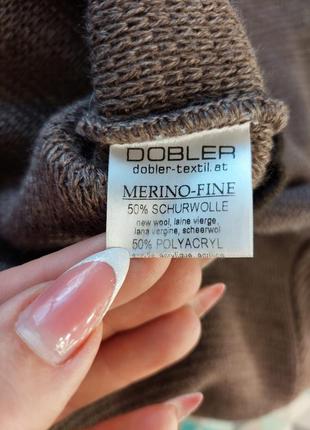 DOBLER
dobler-textil.at
MERINO-FINE
50% SCHURWOLLE
new wool, laine vierge,
lana vergine, scheerwol
50% POLYACRYL